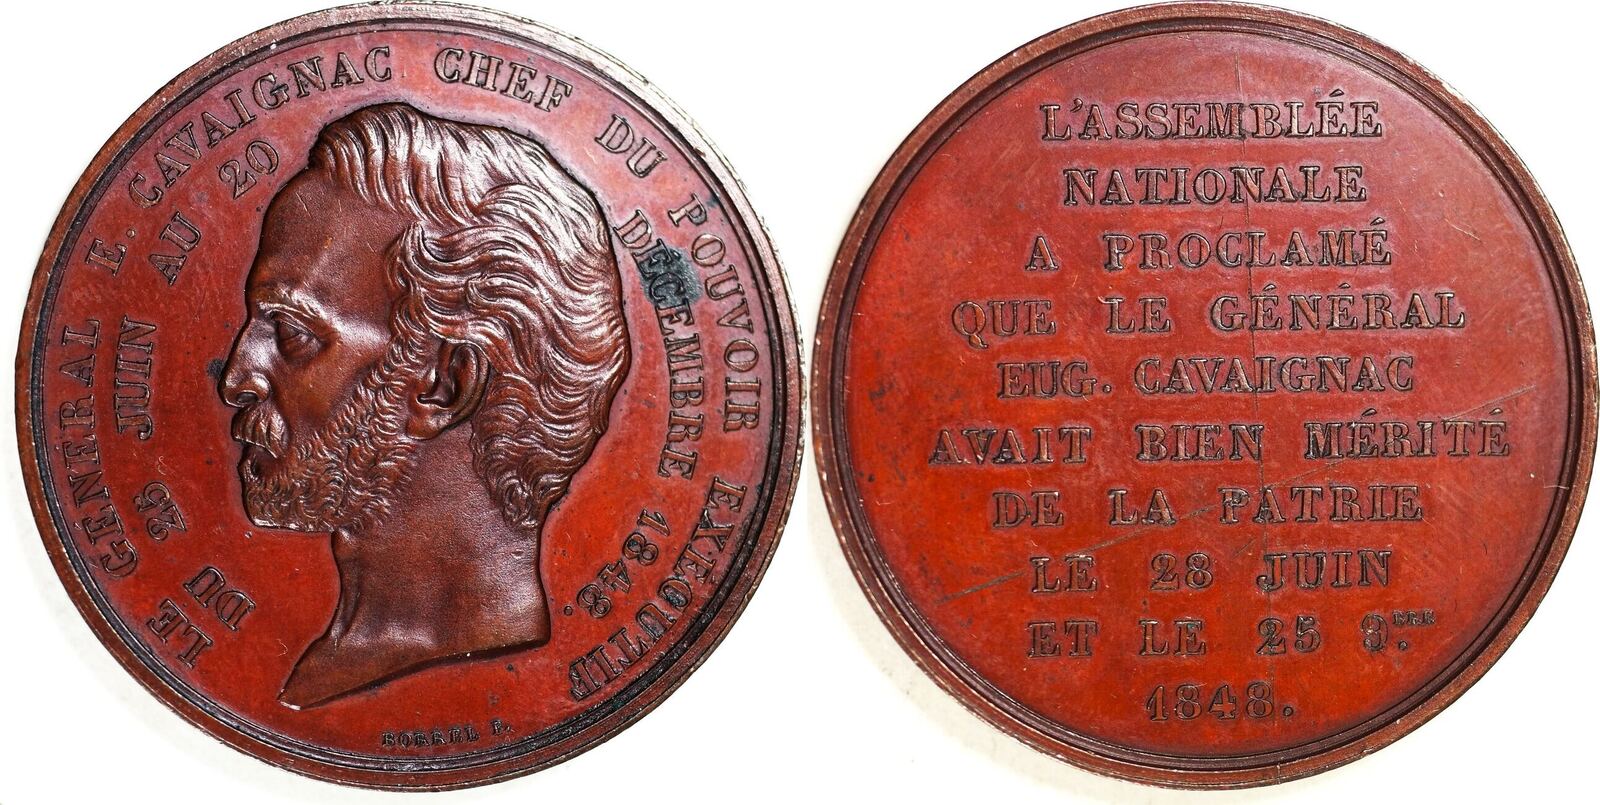 LE GÉNÉRAL E. CAVAIGNAC CHEF DU POUVOIR EXÉCUTIF
DU 25 JUIN AU 20 DÉCEMBRE 1848.
BORREL F.
L'ASSEMBLÉE
NATIONALE
A PROCLAMÉ
QUE LE GÉNÉRAL
EUG. CAVAIGNAC
AVAIT BIEN MÉRITÉ
DE LA PATRIE
LE 28 JUIN
ET LE 25 9.BRE
1848.